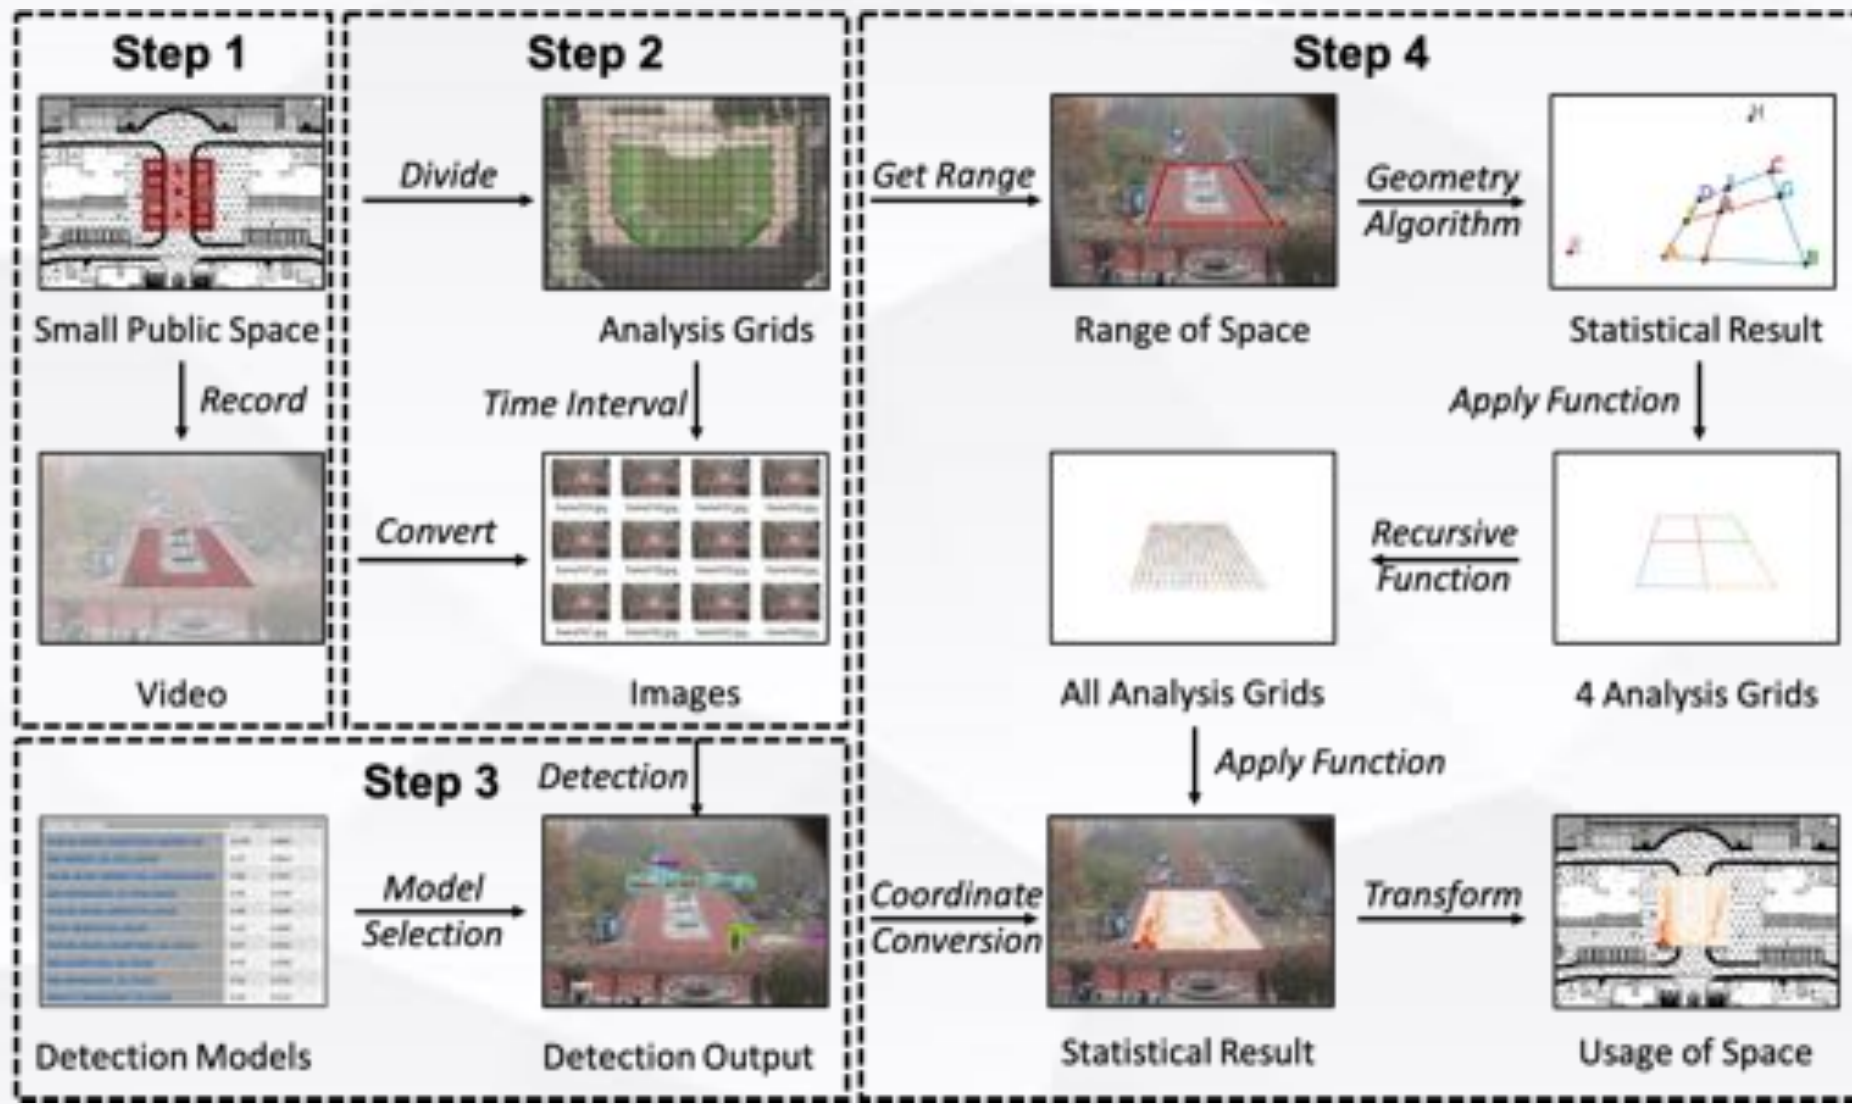 Step 1
Small Public Space
Record
Video
Step 2
Divide
Analysis Grids
Time Interval
Convert
Images
Step 3
Detection
Detection Models
Model
Selection
Detection Output
Step 4
Get Range
Range of Space
Geometry
Algorithm
Statistical Result
Apply Function
4 Analysis Grids
Recursive
Function
All Analysis Grids
Apply Function
Coordinate
Conversion
Statistical Result
Transform
Usage of Space